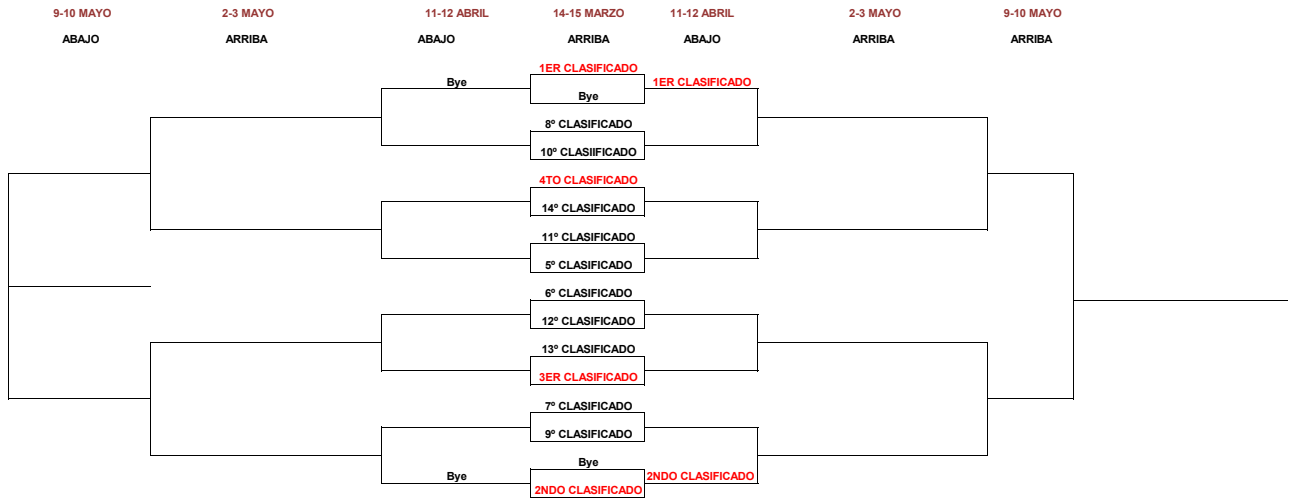 9-10 MAYO 2-3 MAYO 11-12 ABRIL 14-15 MARZO 11-12 ABRIL 2-3 MAYO 9-10 MAYO
ABAJO ARRIBA ABAJO ARRIBA ABAJO ARRIBA ARRIBA
1ER CLASIFICADO
Bye 1ER CLASIFICADO
Bye
8º CLASIFICADO
10º CLASIIFICADO
4TO CLASIFICADO
14º CLASIFICADO
11º CLASIFICADO
5º CLASIFICADO
6º CLASIFICADO
12º CLASIFICADO
13º CLASIFICADO
3ER CLASIFICADO
7º CLASIFICADO
9º CLASIFICADO
Bye
Bye 2NDO CLASIFICADO
2NDO CLASIFICADO